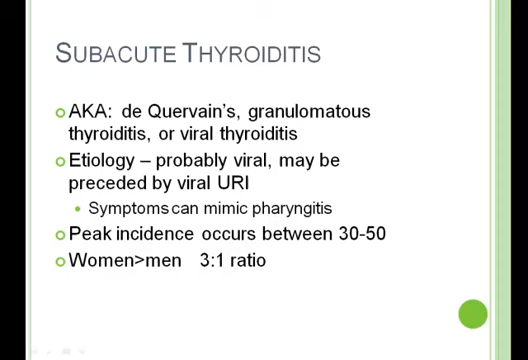 SUBACUTE THYROIDITIS
AKA: de Quervain's, granulomatous
thyroiditis, or viral thyroiditis
Etiology – probably viral, may be
preceded by viral URI
Symptoms can mimic pharyngitis
Peak incidence occurs between 30-50
Women>men 3:1 ratio